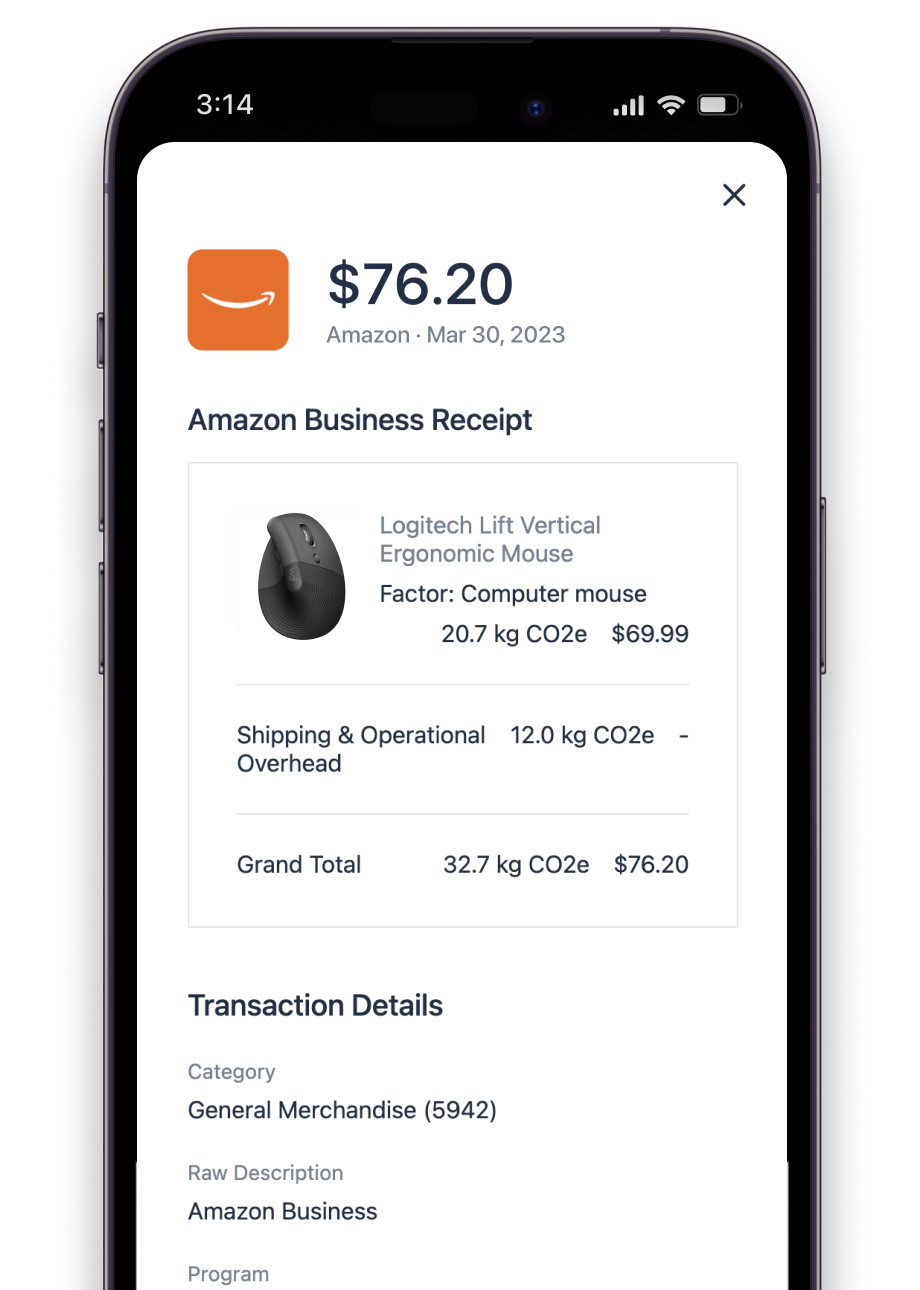 3:14
$76.20
Amazon · Mar 30, 2023
Amazon Business Receipt
Logitech Lift Vertical
Ergonomic Mouse
Factor: Computer mouse
20.7 kg CO2e $69.99
Shipping & Operational 12.0 kg CO2e -
Overhead
Grand Total 32.7 kg CO2e $76.20
Transaction Details
Category
General Merchandise (5942)
Raw Description
Amazon Business
Program